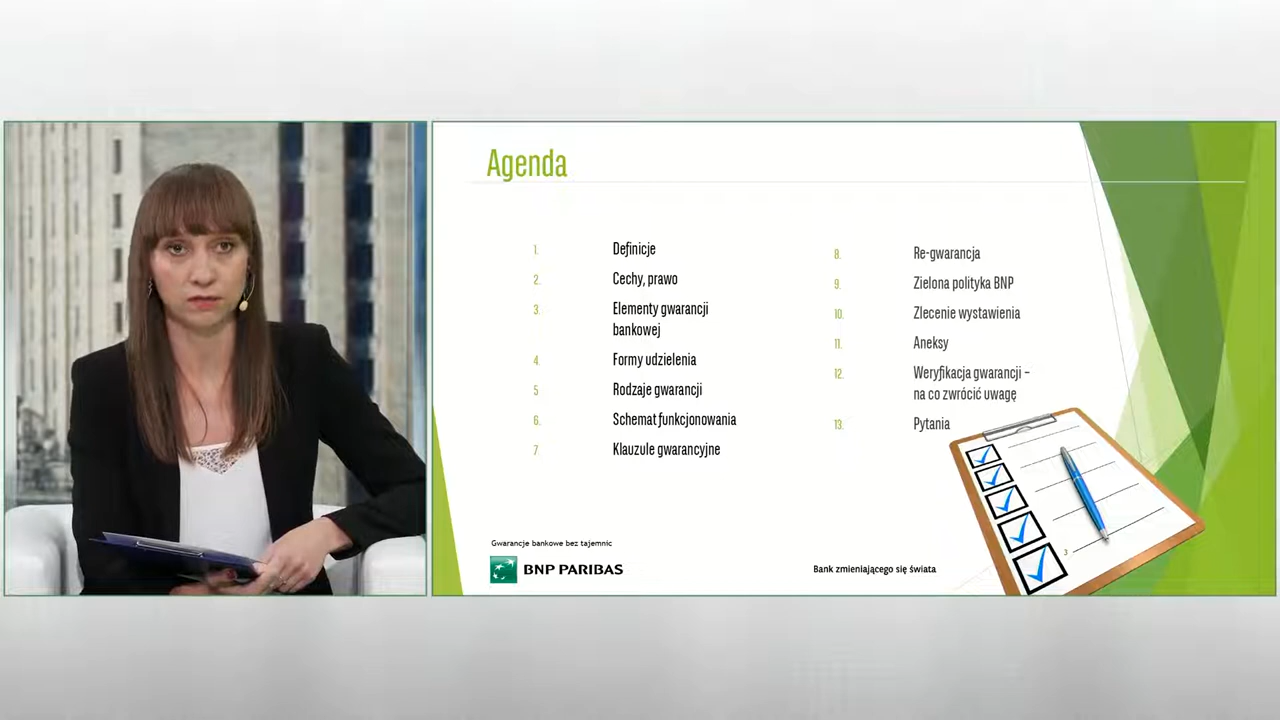 Agenda
1. Definicje
2. Cechy, prawo
3. Elementy gwarancji
bankowej
4. Formy udzielenia
5 Rodzaje gwarancji
6. Schemat funkcjonowania
7 Klauzule gwarancyjne
8. Re-gwarancja
9. Zielona polityka BNP
10. Zlecenie wystawienia
11. Aneksy
12. Weryfikacja gwarancji –
na co zwrócić uwagę
13. Pytania
3
Gwarancje bankowe bez tajemnic
BNP PARIBAS
Bank zmieniającego się świata